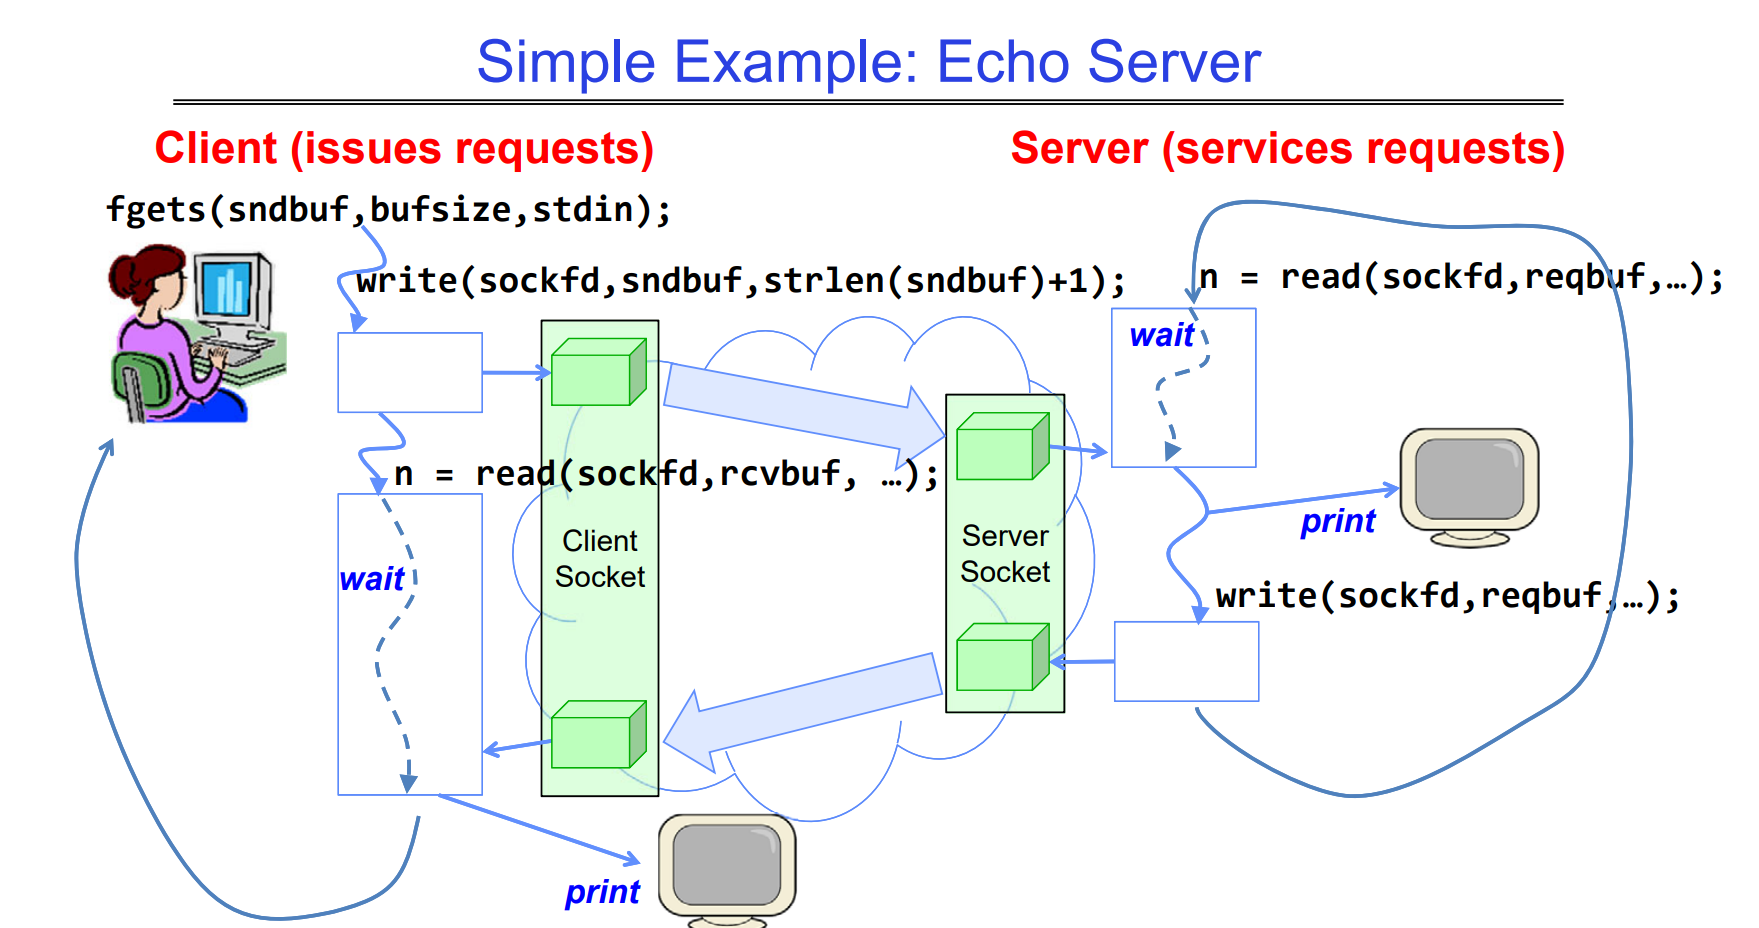 Simple Example: Echo Server
Client (issues requests)
Server (services requests)
fgets(sndbuf,bufsize,stdin);
write(sockfd,sndbuf,strlen(sndbuf)+1);
n = read(sockfd,reqbuf,…);
wait
n = read(sockfd,rcvbuf, …);
print
Client
Socket
Server
Socket
wait
write(sockfd,reqbuf,…);
print